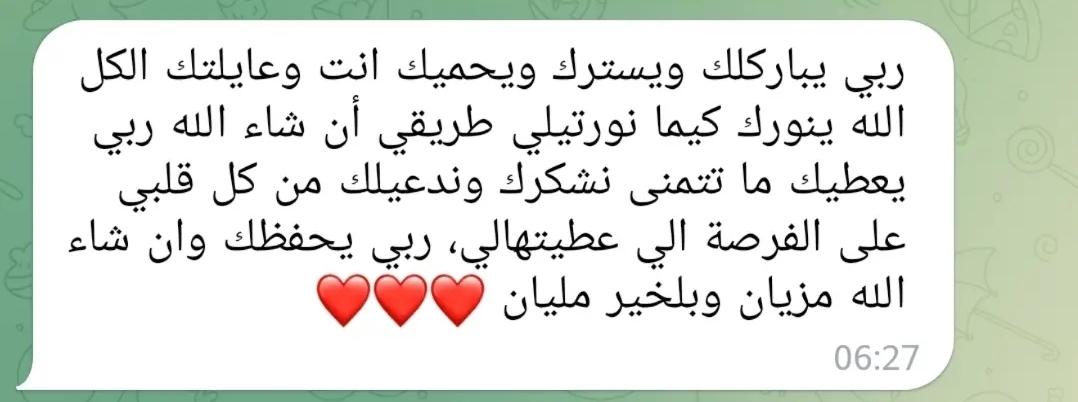 ربي يباركلك ويسترك ويحميك انت وعايلتك الكل
الله ينورك كيما نورتيلي طريقي أن شاء الله ربي
يعطيك ما تتمنى نشكرك وندعيلك من كل قلبي
على الفرصة الي عطيتهالي، ربي يحفظك وان شاء
الله مزيان وبلخير مليان ❤️❤️❤️
06:27